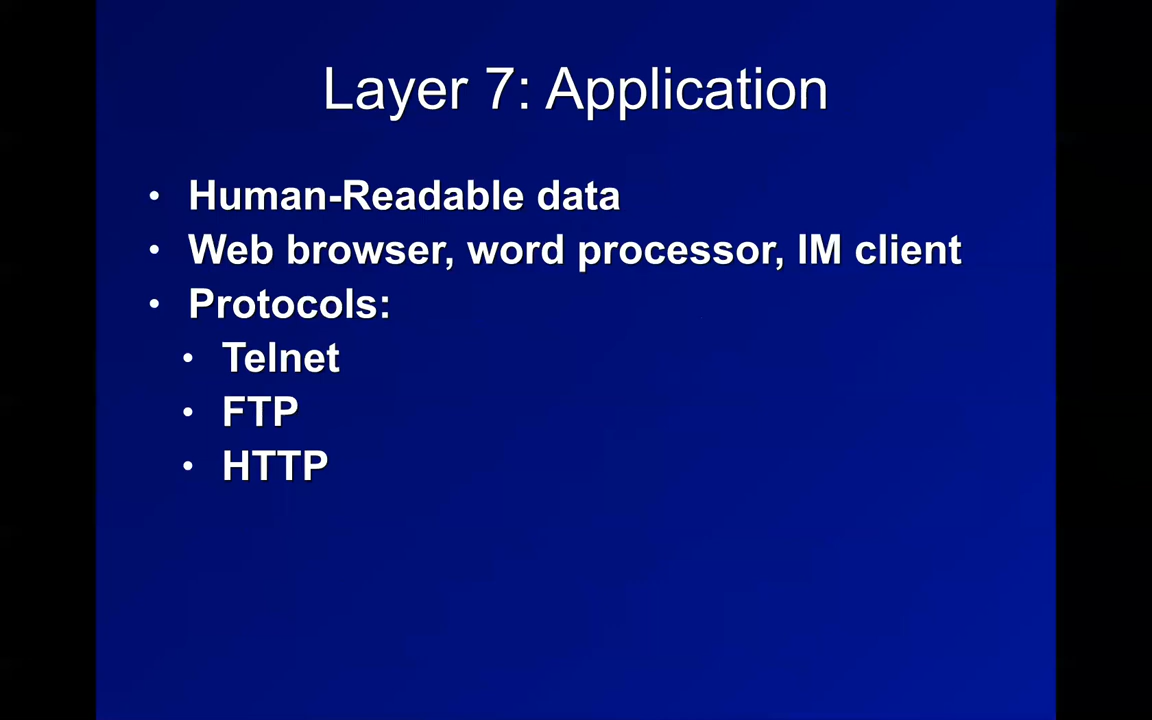 Layer 7: Application
• Human-Readable data
• Web browser, word processor, IM client
• Protocols:
• Telnet
• FTP
• HTTP